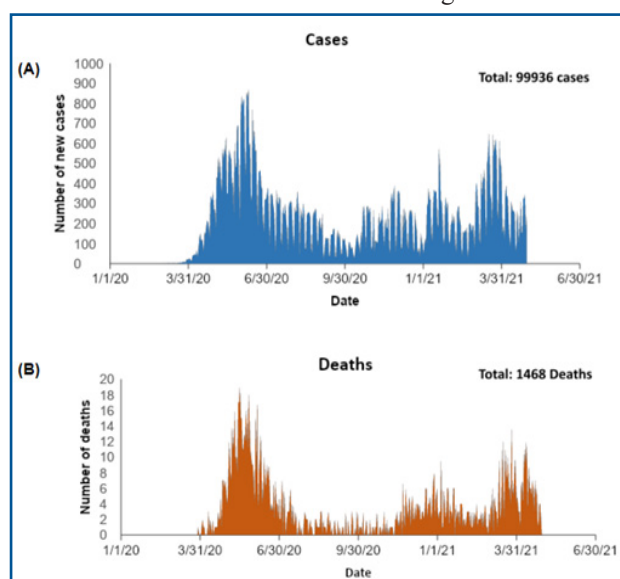 Cases
(A)
Total: 99936 cases
Number of new cases
1000
900
800
700
600
500
400
300
200
100
0
1/1/20 3/31/20 6/30/20 9/30/20 1/1/21 3/31/21 6/30/21
Date
Deaths
(B)
Total: 1468 Deaths
Number of deaths
20
18
16
14
12
10
8
6
4
2
0
1/1/20 3/31/20 6/30/20 9/30/20 1/1/21 3/31/21 6/30/21
Date